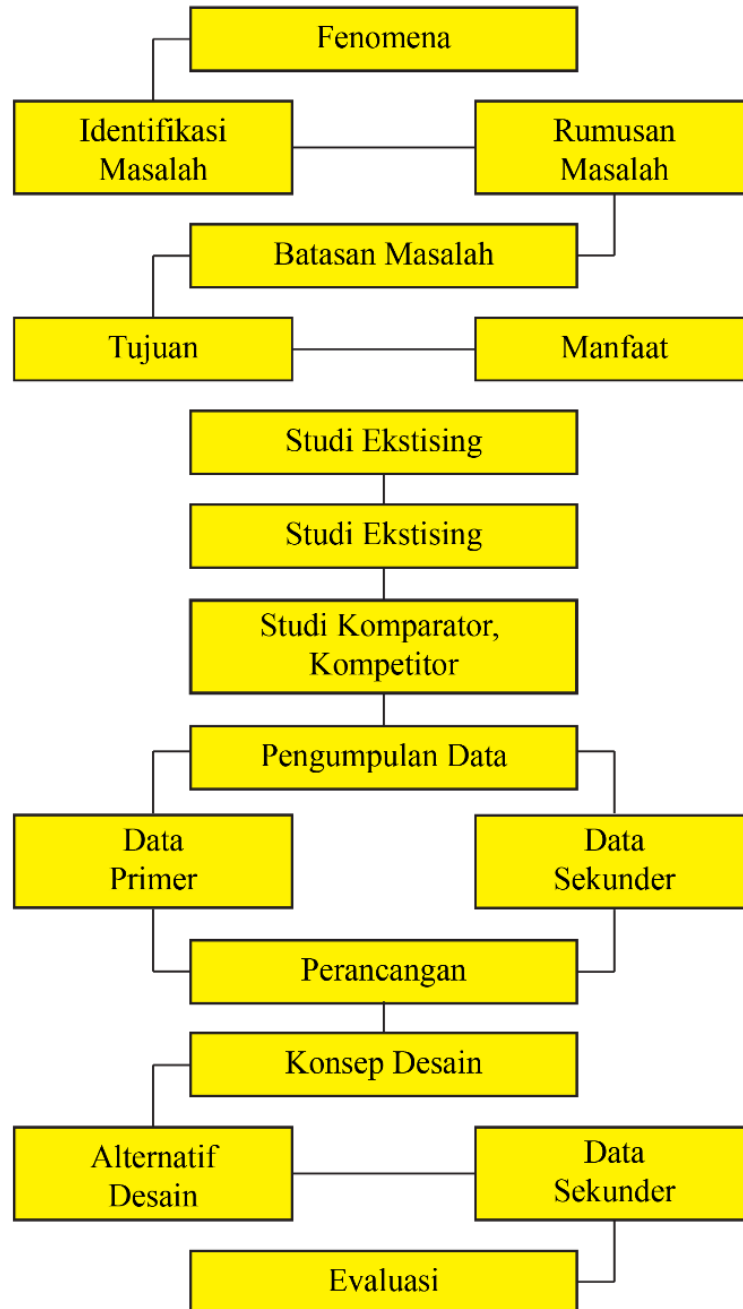 Fenomena
Identifikasi
Masalah
Rumusan
Masalah
Batasan Masalah
Tujuan
Manfaat
Studi Ekstising
Studi Ekstising
Studi Komparator,
Kompetitor
Pengumpulan Data
Data
Primer
Data
Sekunder
Perancangan
Konsep Desain
Alternatif
Desain
Data
Sekunder
Evaluasi